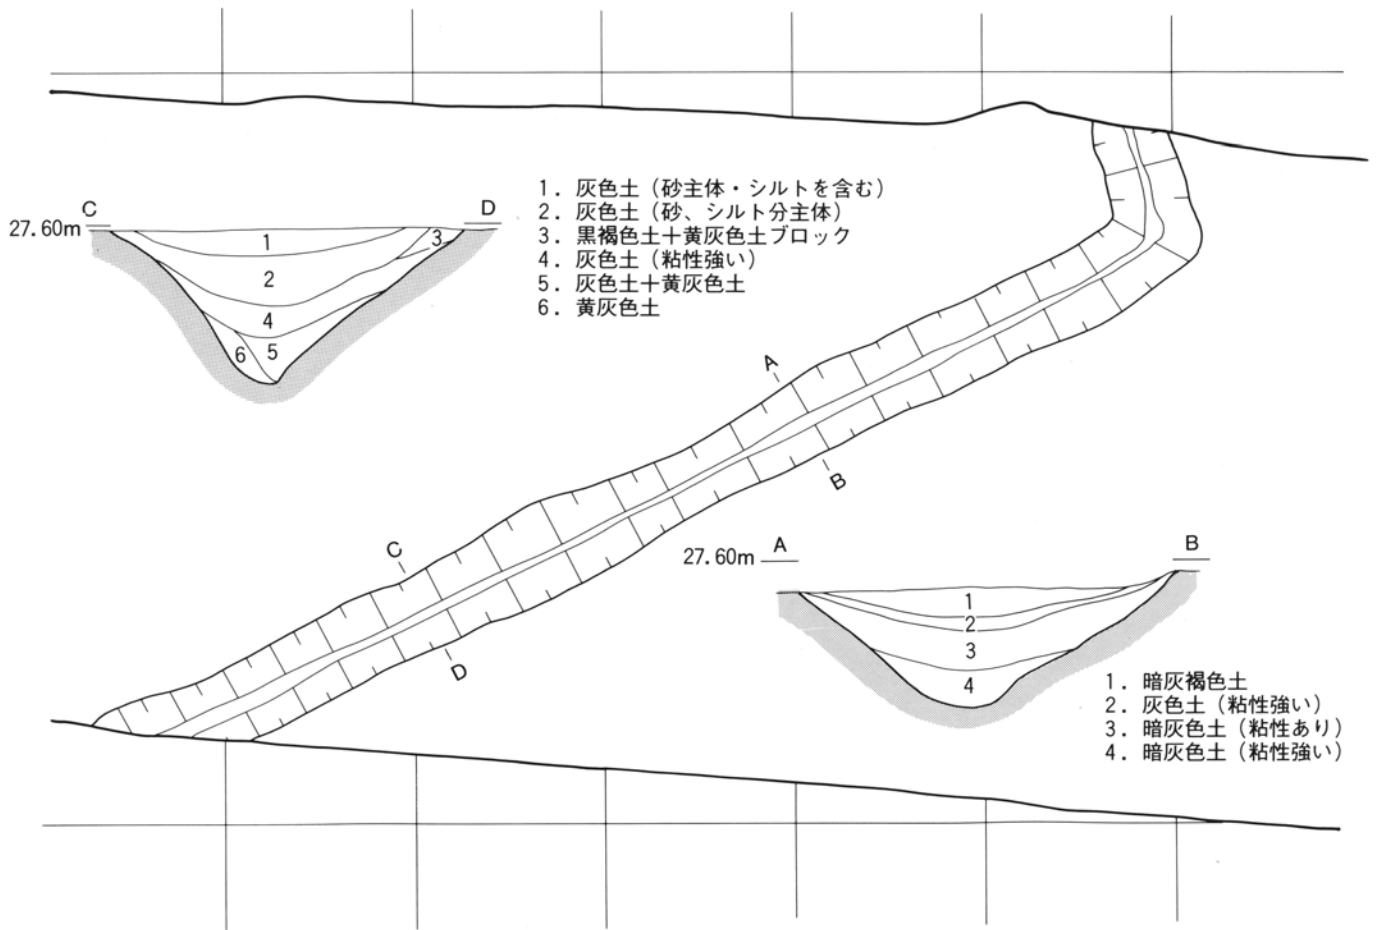 C
D
27.60m
1
2
3
4
5
6
1. 灰色土（砂主体・シルトを含む）
2. 灰色土（砂、シルト分主体）
3. 黒褐色土＋黄灰色土ブロック
4. 灰色土（粘性強い）
5. 灰色土＋黄灰色土
6. 黄灰色土
A
B
C
D
27.60m
A
B
1
2
3
4
1. 暗灰褐色土
2. 灰色土（粘性強い）
3. 暗灰色土（粘性あり）
4. 暗灰色土（粘性強い）